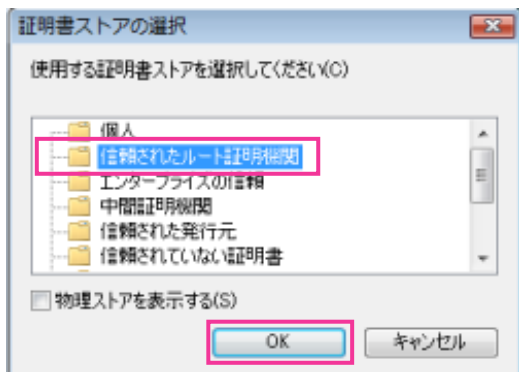 証明書ストアの選択
使用する証明書ストアを選択してください(C)
個人
信頼されたルート証明機関
エンタープライズの信頼
中間証明機関
信頼された発行元
信頼されていない証明書
物理ストアを表示する(S)
OK キャンセル